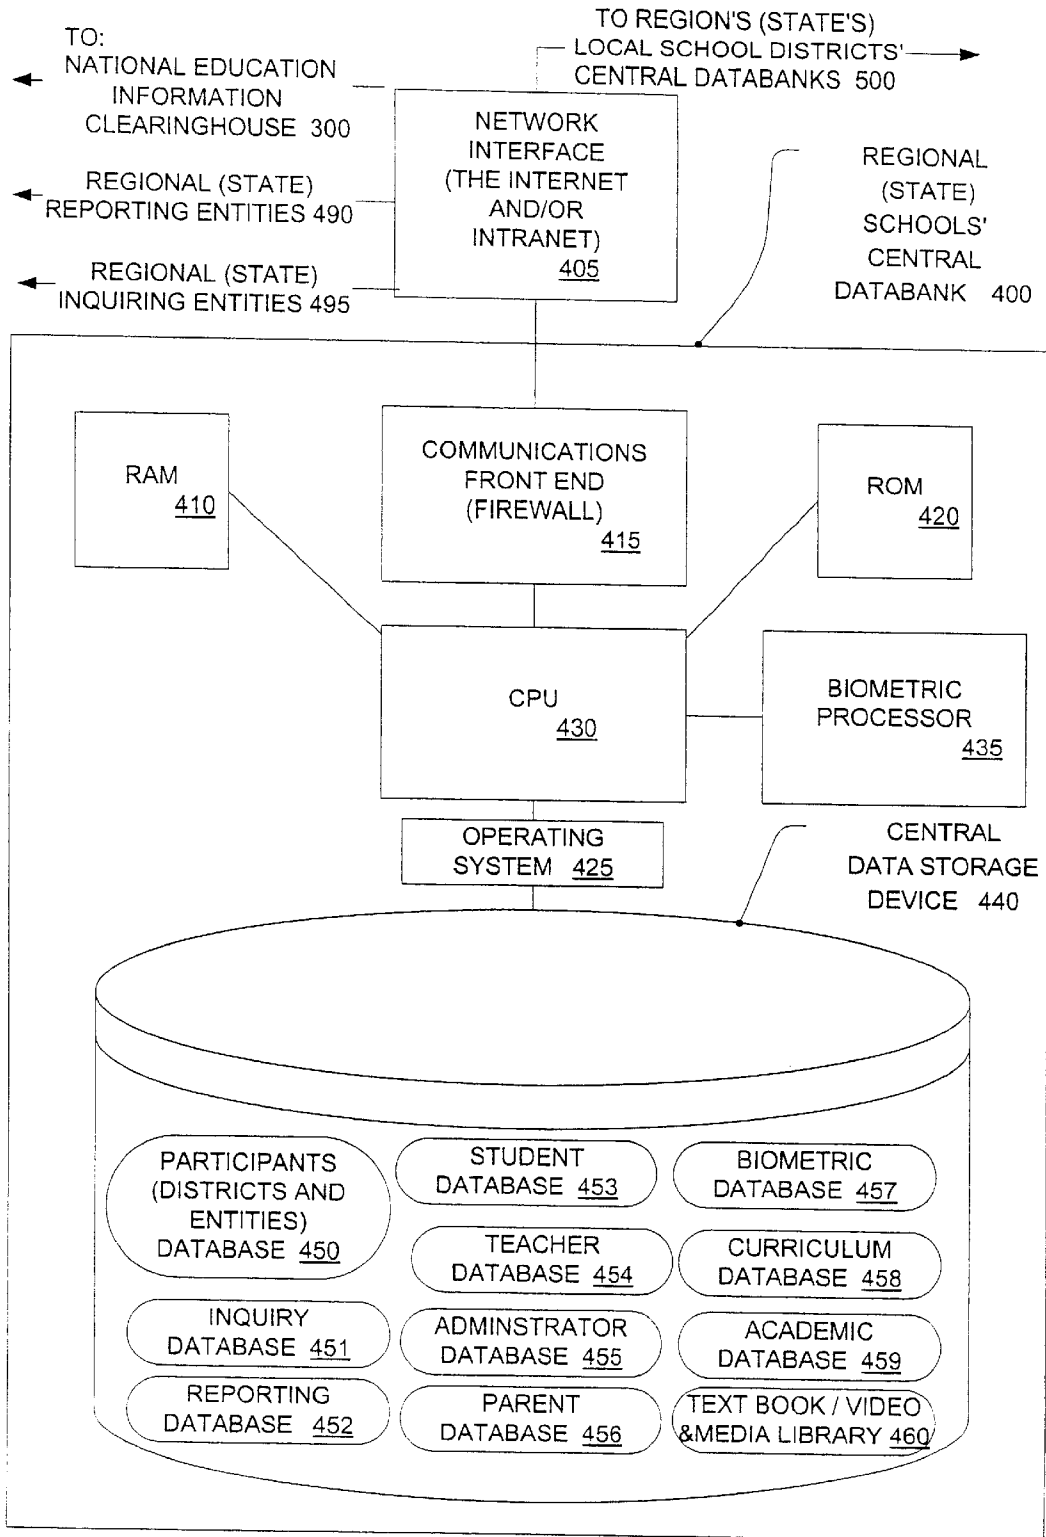 TO:
NATIONAL EDUCATION
INFORMATION
CLEARINGHOUSE 300
TO REGION'S (STATE'S)
LOCAL SCHOOL DISTRICTS'
CENTRAL DATABANKS 500
REGIONAL (STATE)
REPORTING ENTITIES 490
REGIONAL (STATE)
INQUIRING ENTITIES 495
NETWORK
INTERFACE
(THE INTERNET
AND/OR
INTRANET)
405
REGIONAL
(STATE)
SCHOOLS'
CENTRAL
DATABANK 400
RAM
410
COMMUNICATIONS
FRONT END
(FIREWALL)
415
ROM
420
CPU
430
BIOMETRIC
PROCESSOR
435
OPERATING
SYSTEM 425
CENTRAL
DATA STORAGE
DEVICE 440
PARTICIPANTS
(DISTRICTS AND
ENTITIES)
DATABASE 450
INQUIRY
DATABASE 451
REPORTING
DATABASE 452
STUDENT
DATABASE 453
TEACHER
DATABASE 454
ADMINSTRATOR
DATABASE 455
PARENT
DATABASE 456
BIOMETRIC
DATABASE 457
CURRICULUM
DATABASE 458
ACADEMIC
DATABASE 459
TEXT BOOK / VIDEO
&MEDIA LIBRARY 460